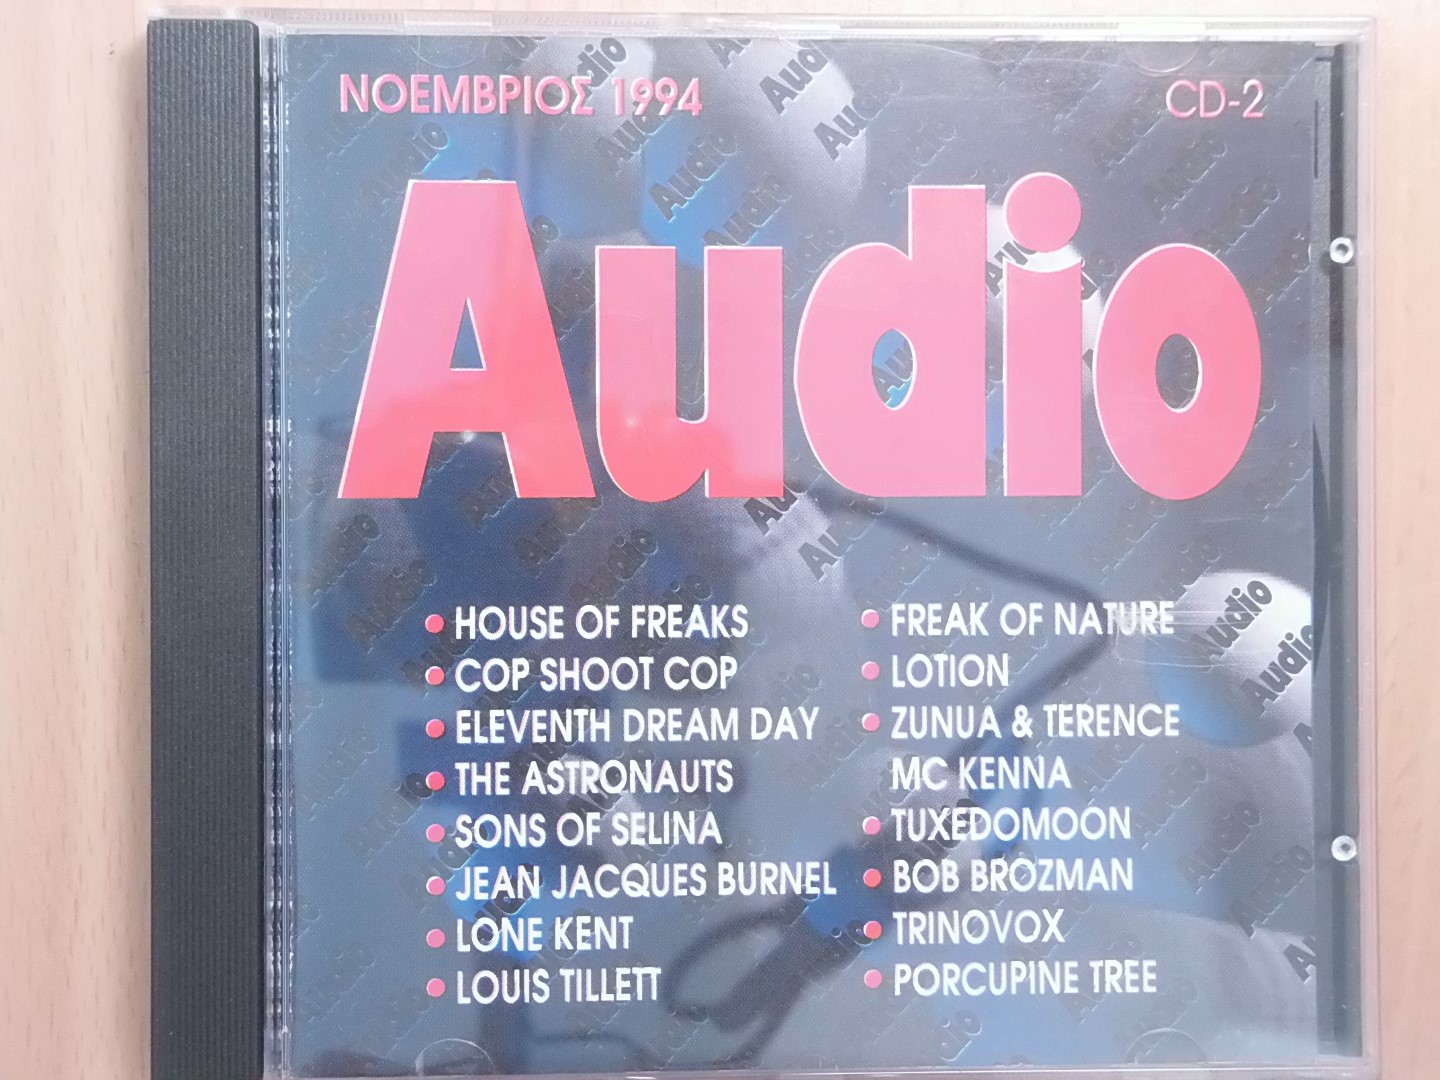 ΝΟΕΜΒΡΙΟΣ 1994
CD-2
Audio
• HOUSE OF FREAKS
• COP SHOOT COP
• ELEVENTH DREAM DAY
• THE ASTRONAUTS
• SONS OF SELINA
• JEAN JACQUES BURNEL
• LONE KENT
• LOUIS TILLETT
• FREAK OF NATURE
• LOTION
• ZUNUA & TERENCE
MC KENNA
• TUXEDOMOON
• BOB BROZMAN
• TRINOVOX
• PORCUPINE TREE